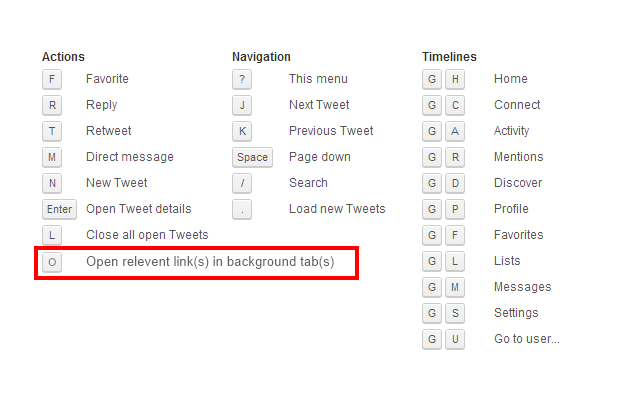 Actions
F Favorite
R Reply
T Retweet
M Direct message
N New Tweet
Enter Open Tweet details
L Close all open Tweets
O Open relevent link(s) in background tab(s)
Navigation
? This menu
J Next Tweet
K Previous Tweet
Space Page down
/ Search
. Load new Tweets
Timelines
G H Home
G C Connect
G A Activity
G R Mentions
G D Discover
G P Profile
G F Favorites
G L Lists
G M Messages
G S Settings
G U Go to user...